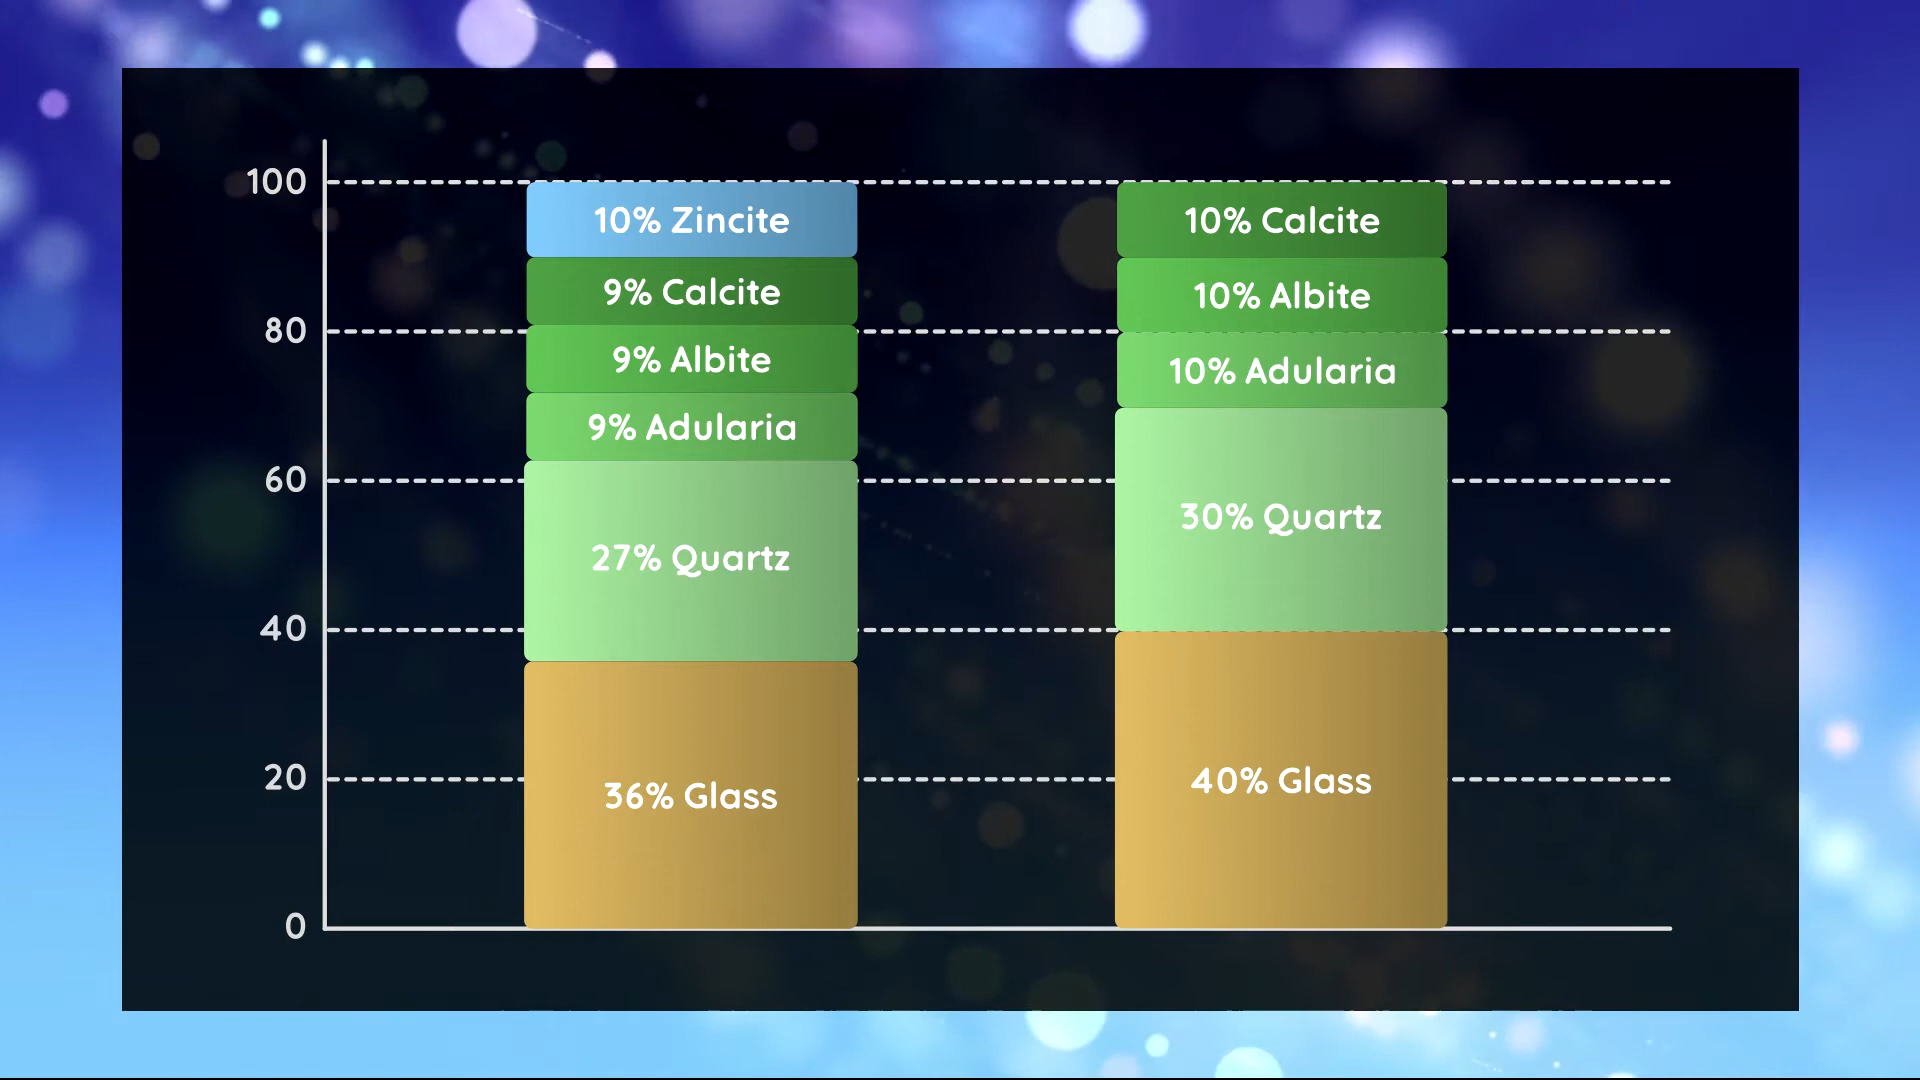 100
80
60
40
20
0
10% Zincite
9% Calcite
9% Albite
9% Adularia
27% Quartz
36% Glass
10% Calcite
10% Albite
10% Adularia
30% Quartz
40% Glass